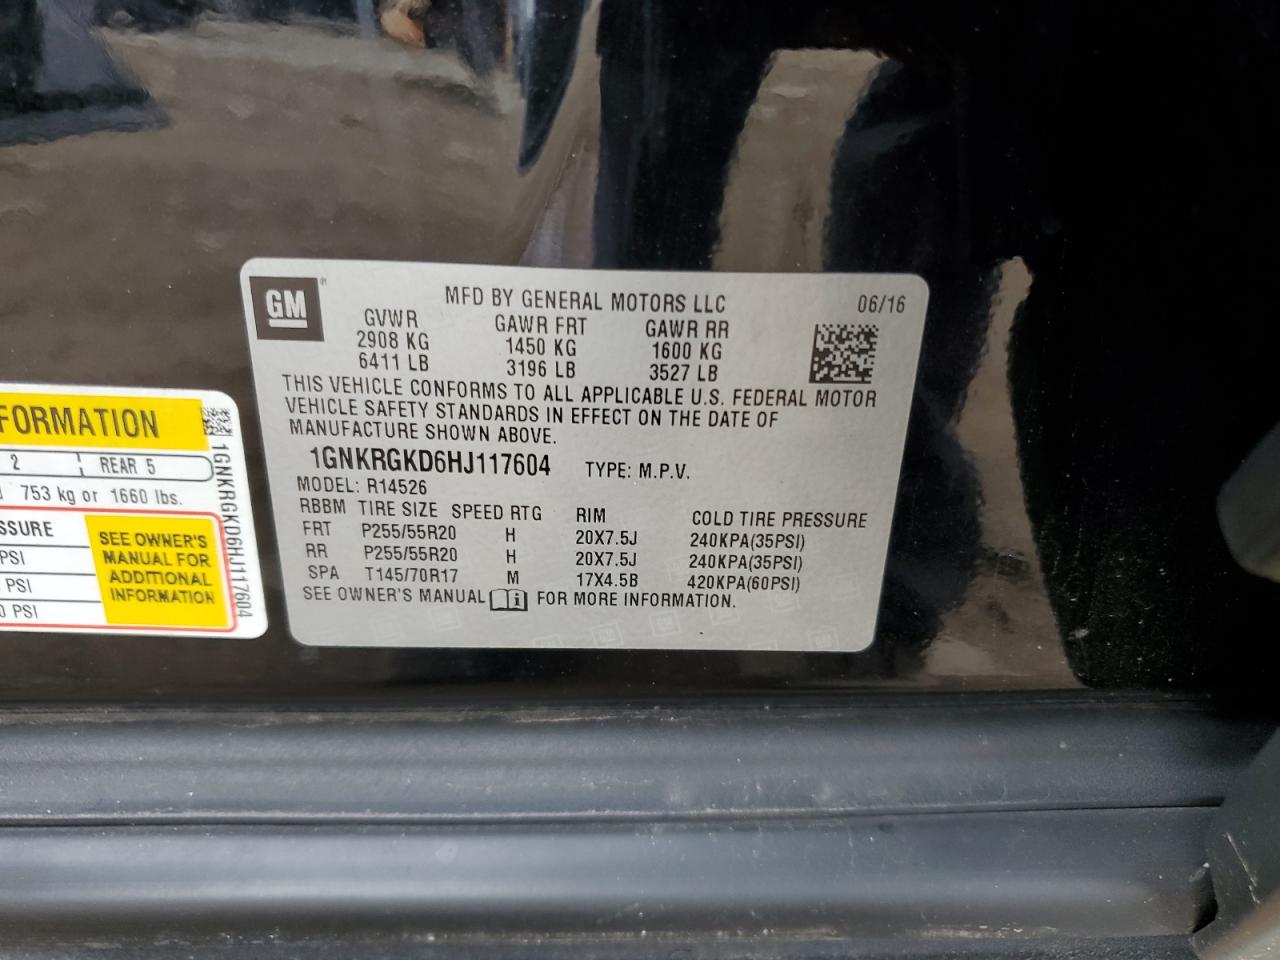 GM
MFD BY GENERAL MOTORS LLC 06/16
GVWR GAWR FRT GAWR RR
2908 KG 1450 KG 1600 KG
6411 LB 3196 LB 3527 LB
THIS VEHICLE CONFORMS TO ALL APPLICABLE U.S. FEDERAL MOTOR
VEHICLE SAFETY STANDARDS IN EFFECT ON THE DATE OF
MANUFACTURE SHOWN ABOVE.
1GNKRGKD6HJ117604 TYPE: M.P.V.
MODEL: R14526
RBBM TIRE SIZE SPEED RTG RIM COLD TIRE PRESSURE
FRT P255/55R20 H 20X7.5J 240KPA(35PSI)
RR P255/55R20 H 20X7.5J 240KPA(35PSI)
SPA T145/70R17 M 17X4.5B 420KPA(60PSI)
SEE OWNER'S MANUAL FOR MORE INFORMATION.
FORMATION
2 REAR 5
753 kg or 1660 lbs.
SSURE
PSI
PSI
0 PSI
SEE OWNER'S
MANUAL FOR
ADDITIONAL
INFORMATION
1GNKRGKD6HJ117604